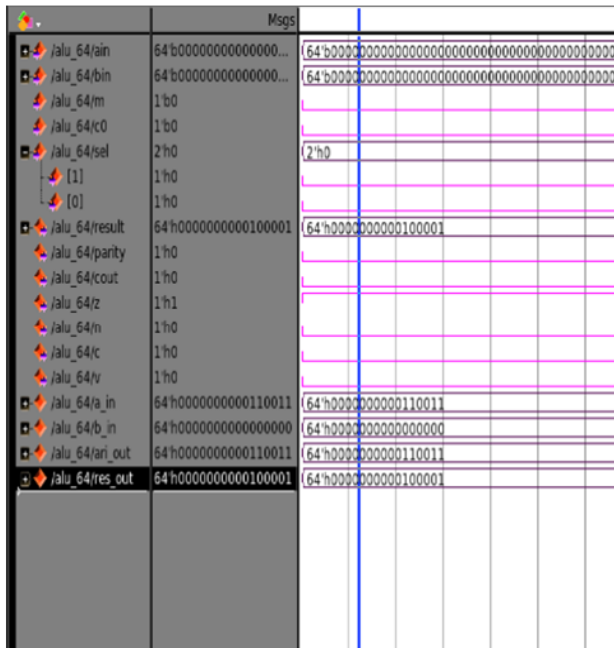 Msgs
/alu_64/ain 64'b00000000000000... 64'b00000000000000000000000000000000000000000
/alu_64/bin 64'b00000000000000... 64'b00000000000000000000000000000000000000000
/alu_64/m 1'b0
/alu_64/c0 1'b0
/alu_64/sel 2'h0 2'h0
[1] 1'h0
[0] 1'h0
/alu_64/result 64'h0000000000100001 64'h0000000000100001
/alu_64/parity 1'h0
/alu_64/cout 1'h0
/alu_64/z 1'h1
/alu_64/n 1'h0
/alu_64/c 1'h0
/alu_64/v 1'h0
/alu_64/a_in 64'h0000000000110011 64'h0000000000110011
/alu_64/b_in 64'h0000000000000000 64'h0000000000000000
/alu_64/ari_out 64'h0000000000110011 64'h0000000000110011
/alu_64/res_out 64'h0000000000100001 64'h0000000000100001